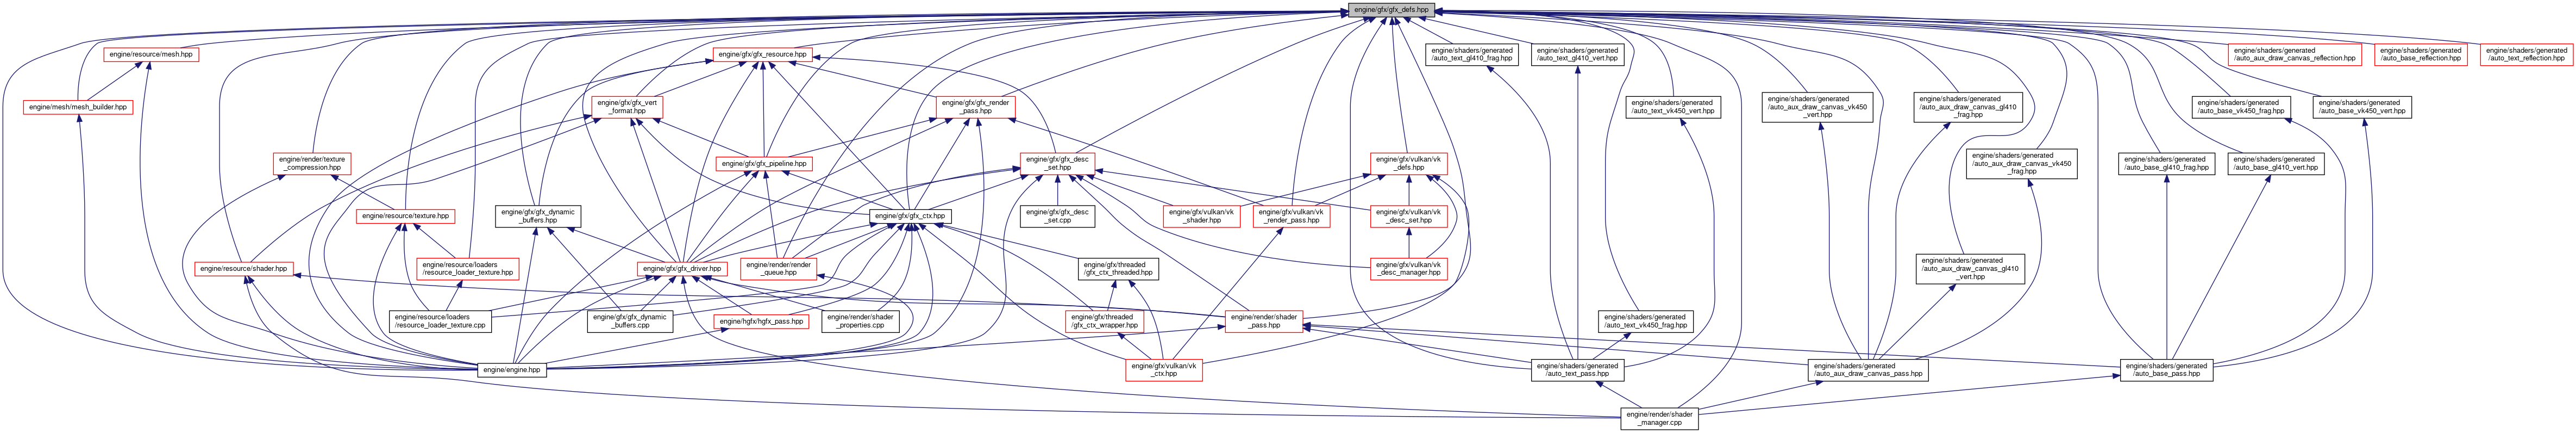 engine/gfx/gfx_defs.hpp
engine/resource/mesh.hpp
engine/gfx/gfx_resource.hpp
engine/shaders/generated
/auto_text_gl410_frag.hpp
engine/shaders/generated
/auto_text_gl410_vert.hpp
engine/shaders/generated
/auto_aux_draw_canvas_reflection.hpp
engine/shaders/generated
/auto_base_reflection.hpp
engine/shaders/generated
/auto_text_reflection.hpp
engine/mesh/mesh_builder.hpp
engine/gfx/gfx_vert
_format.hpp
engine/gfx/gfx_render
_pass.hpp
engine/shaders/generated
/auto_text_vk450_vert.hpp
engine/shaders/generated
/auto_aux_draw_canvas_vk450
_vert.hpp
engine/shaders/generated
/auto_aux_draw_canvas_gl410
_frag.hpp
engine/shaders/generated
/auto_base_vk450_frag.hpp
engine/shaders/generated
/auto_base_vk450_vert.hpp
engine/render/texture
_compression.hpp
engine/gfx/gfx_pipeline.hpp
engine/gfx/gfx_desc
_set.hpp
engine/gfx/vulkan/vk
_defs.hpp
engine/shaders/generated
/auto_aux_draw_canvas_vk450
_frag.hpp
engine/shaders/generated
/auto_base_gl410_frag.hpp
engine/shaders/generated
/auto_base_gl410_vert.hpp
engine/resource/texture.hpp
engine/gfx/gfx_dynamic
_buffers.hpp
engine/gfx/gfx_ctx.hpp
engine/gfx/gfx_desc
_set.cpp
engine/gfx/vulkan/vk
_shader.hpp
engine/gfx/vulkan/vk
_render_pass.hpp
engine/gfx/vulkan/vk
_desc_set.hpp
engine/resource/shader.hpp
engine/resource/loaders
/resource_loader_texture.hpp
engine/gfx/gfx_driver.hpp
engine/render/render
_queue.hpp
engine/gfx/threaded
/gfx_ctx_threaded.hpp
engine/gfx/vulkan/vk
_desc_manager.hpp
engine/shaders/generated
/auto_aux_draw_canvas_gl410
_vert.hpp
engine/resource/loaders
/resource_loader_texture.cpp
engine/gfx/gfx_dynamic
_buffers.cpp
engine/hgfx/hgfx_pass.hpp
engine/render/shader
_properties.cpp
engine/gfx/threaded
/gfx_ctx_wrapper.hpp
engine/render/shader
_pass.hpp
engine/shaders/generated
/auto_text_vk450_frag.hpp
engine/engine.hpp
engine/gfx/vulkan/vk
_ctx.hpp
engine/shaders/generated
/auto_text_pass.hpp
engine/shaders/generated
/auto_aux_draw_canvas_pass.hpp
engine/shaders/generated
/auto_base_pass.hpp
engine/render/shader
_manager.cpp